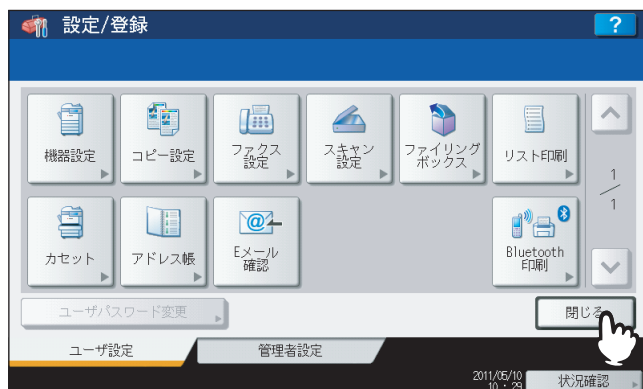 設定/登録
?
機器設定
コピー設定
ファクス
設定
スキャン
設定
ファイリング
ボックス
リスト印刷
1
1
カセット
アドレス帳
Eメール
確認
Bluetooth
印刷
ユーザパスワード変更
閉じる
ユーザ設定
管理者設定
2011/05/10
10 : 29
状況確認